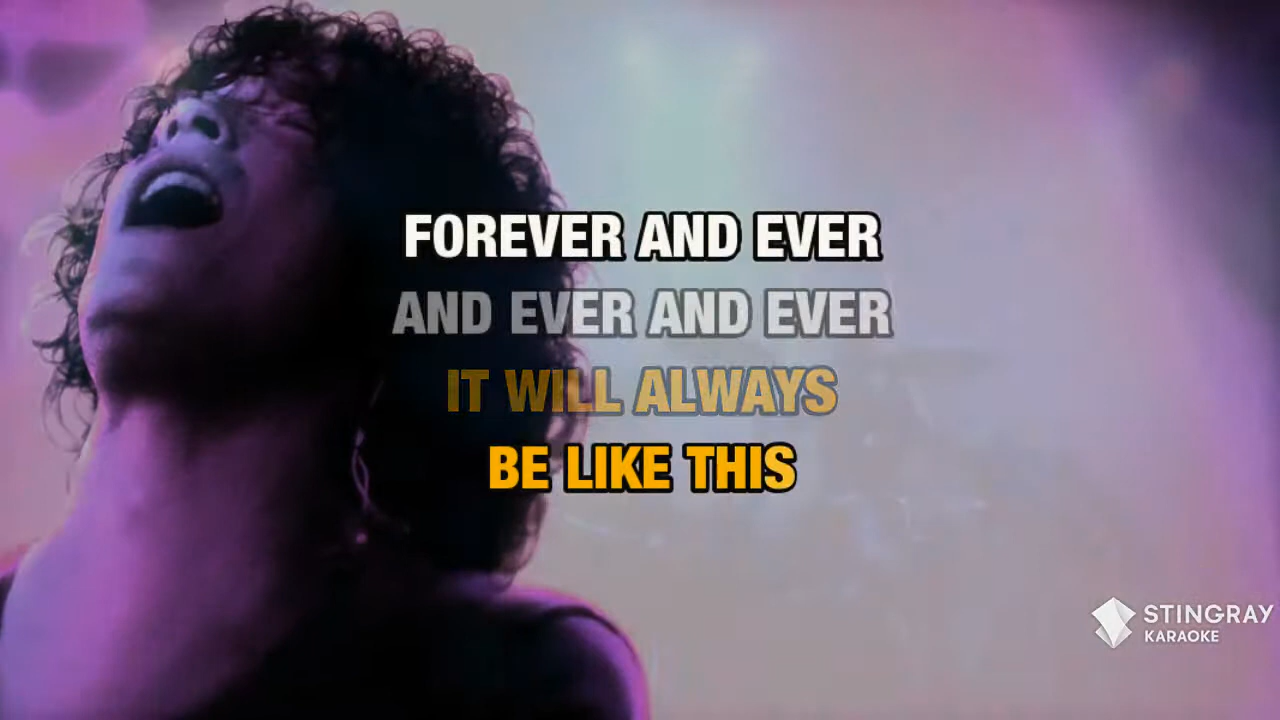 FOREVER AND EVER
AND EVER AND EVER
IT WILL ALWAYS
BE LIKE THIS
STINGRAY
KARAOKE